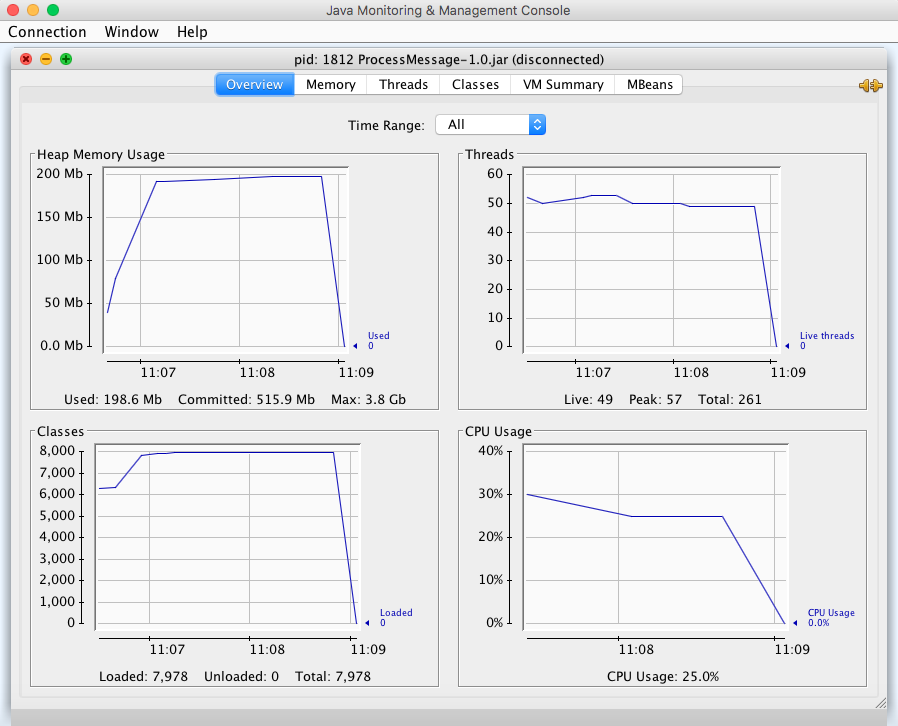 Java Monitoring & Management Console
Connection Window Help
pid: 1812 ProcessMessage-1.0.jar (disconnected)
Overview Memory Threads Classes VM Summary MBeans
Time Range: All
Heap Memory Usage
200 Mb
150 Mb
100 Mb
50 Mb
0.0 Mb
Used
0
11:07 11:08 11:09
Used: 198.6 Mb Committed: 515.9 Mb Max: 3.8 Gb
Threads
60
50
40
30
20
10
0
Live threads
0
11:07 11:08 11:09
Live: 49 Peak: 57 Total: 261
Classes
8,000
7,000
6,000
5,000
4,000
3,000
2,000
1,000
0
Loaded
0
11:07 11:08 11:09
Loaded: 7,978 Unloaded: 0 Total: 7,978
CPU Usage
40%
30%
20%
10%
0%
CPU Usage
0.0%
11:08 11:09
CPU Usage: 25.0%